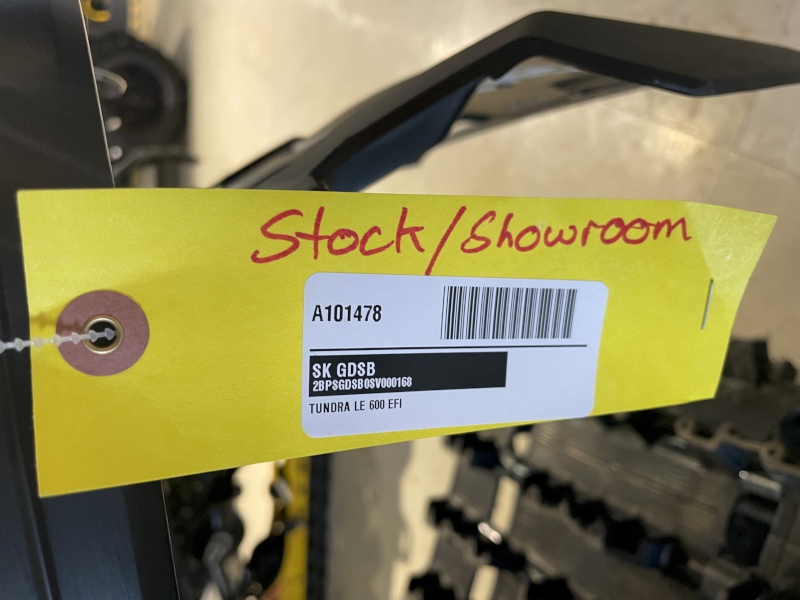 Stock/Showroom
A101478
SK GDSB
2BPSGDSB0SV000168
TUNDRA LE 600 EFI